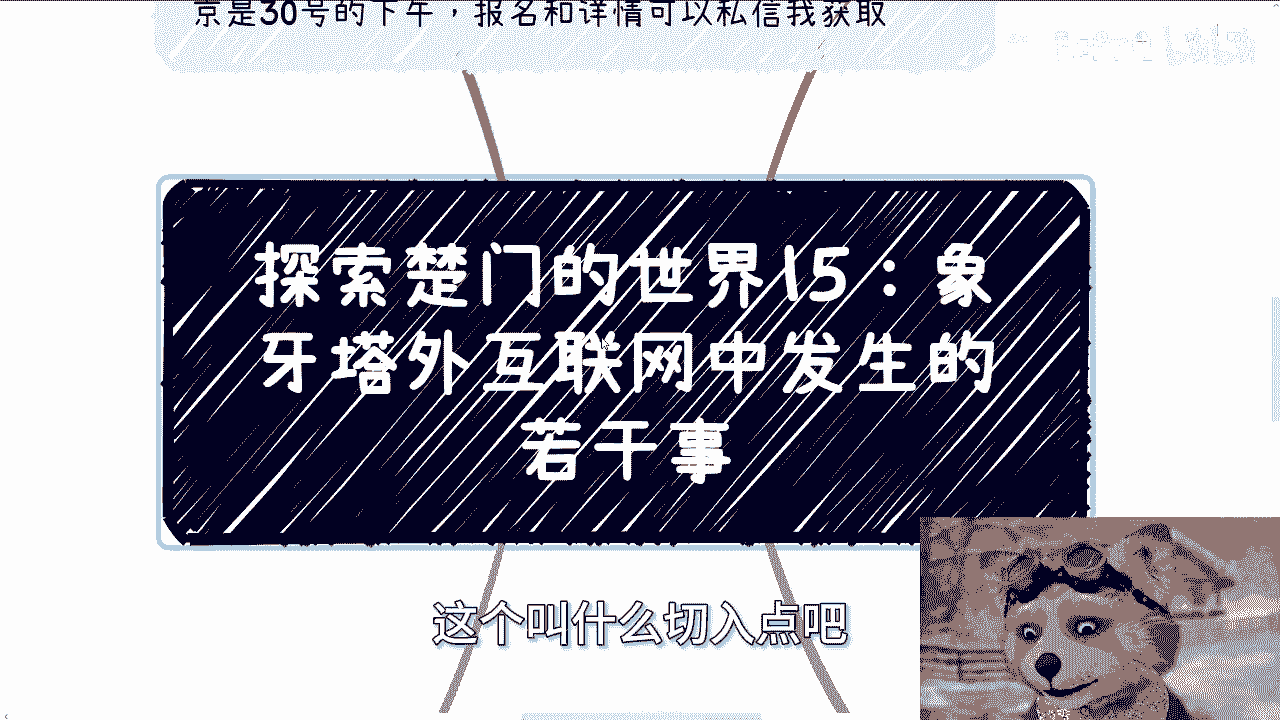 京是30号的下午，报名和详情可以私信我获取
探索楚门的世界15：象
牙塔外互联网中发生的
若干事
这个叫什么切入点吧